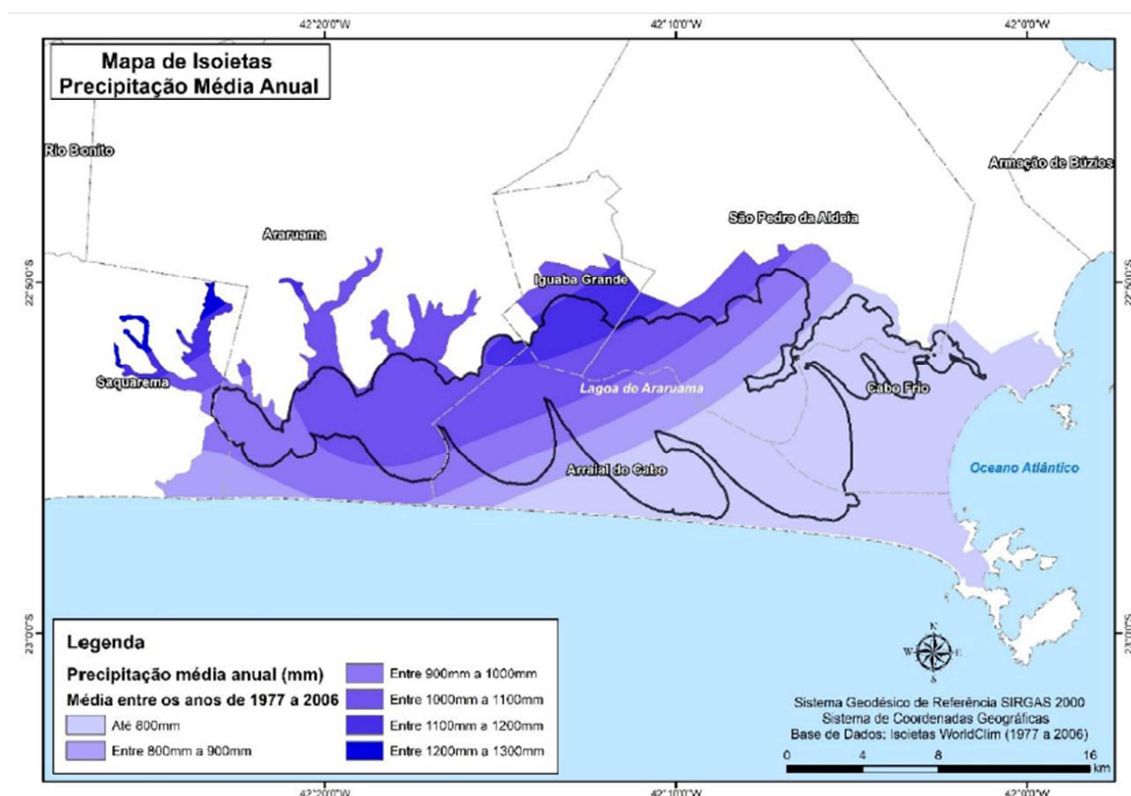 42°20'0"W
42°10'0"W
42°0'0"W
Mapa de Isoietas
Precipitação Média Anual
Rio Bonito
Armação de Búzios
São Pedro da Aldeia
Araruama
22°50'0"S
22°50'0"S
Iguaba Grande
Saquarema
Lagoa de Araruama
Cabo Frio
Arraial do Cabo
Oceano Atlântico
23°0'0"S
23°0'0"S
Legenda
Precipitação média anual (mm)
Média entre os anos de 1977 a 2006
Até 800mm
Entre 800mm a 900mm
Entre 900mm a 1000mm
Entre 1000mm a 1100mm
Entre 1100mm a 1200mm
Entre 1200mm a 1300mm
N
W
E
S
Sistema Geodésico de Referência SIRGAS 2000
Sistema de Coordenadas Geográficas
Base de Dados: Isoietas WorldClim (1977 a 2006)
0 4 8 16
km
42°20'0"W
42°10'0"W
42°0'0"W